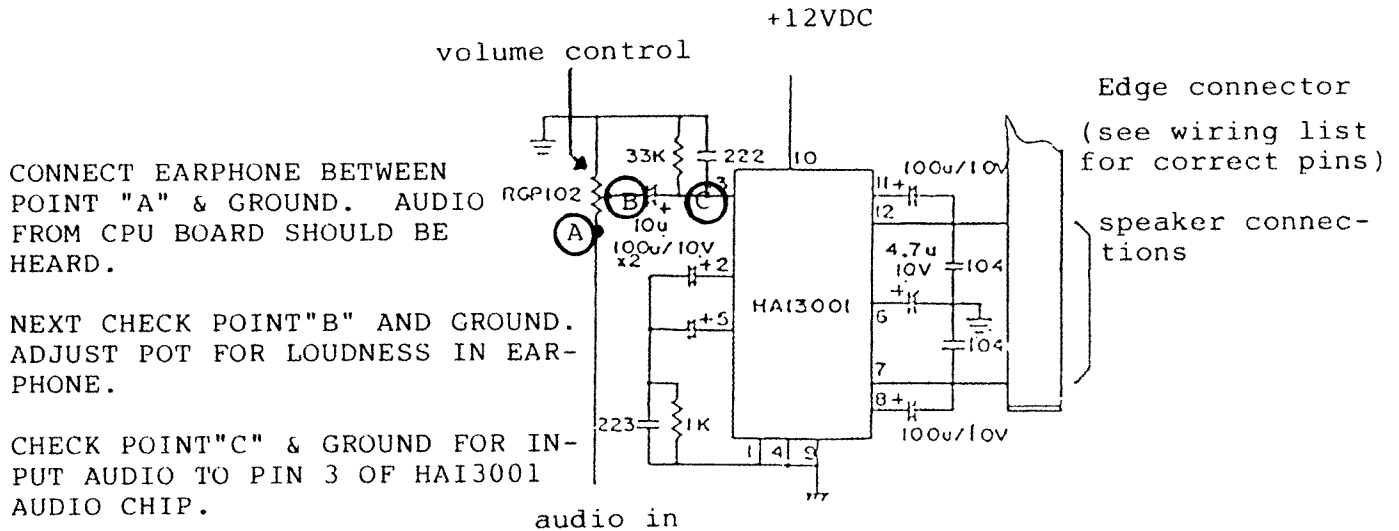 +12VDC
volume control
Edge connector
(see wiring list
for correct pins)
speaker connec-
tions
CONNECT EARPHONE BETWEEN
POINT "A" & GROUND. AUDIO
FROM CPU BOARD SHOULD BE
HEARD.
NEXT CHECK POINT"B" AND GROUND.
ADJUST POT FOR LOUDNESS IN EAR-
PHONE.
CHECK POINT"C" & GROUND FOR IN-
PUT AUDIO TO PIN 3 OF HA13001
AUDIO CHIP.
33K
222
10
RGP102
B
+
10u
C
3
A
100u/10V
x2
+2
+5
HA13001
223
1K
1
4
9
audio in
100u/10V
11+
12
4.7u
10V
104
+
6
104
7
8+
100u/10V